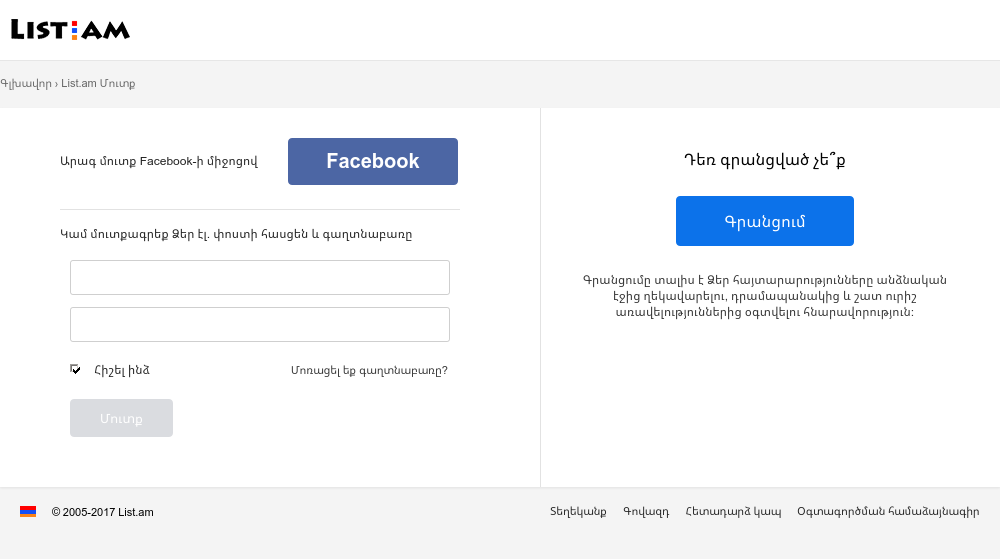 LIST.AM
Գլխավոր › List.am Մուտք
Արագ մուտք Facebook-ի միջոցով
Facebook
Կամ մուտքագրեք Ձեր էլ. փոստի հասցեն և գաղտնաբառը
Հիշել ինձ
Մոռացել եք գաղտնաբառը?
Մուտք
Դեռ գրանցված չե՞ք
Գրանցում
Գրանցումը տալիս է Ձեր հայտարարությունները անձնական
էջից ղեկավարելու, դրամապանակից և շատ ուրիշ
առավելություններից օգտվելու հնարավորություն:
© 2005-2017 List.am
Տեղեկանք Գովազդ Հետադարձ կապ Օգտագործման համաձայնագիր